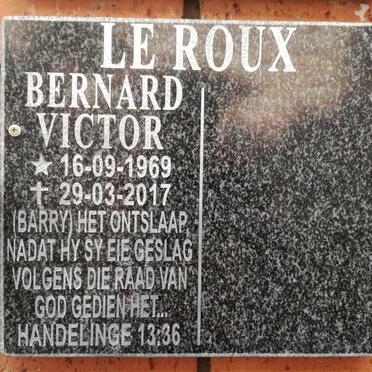 LE ROUX
BERNARD
VICTOR
★ 16-09-1969
✝ 29-03-2017
(BARRY) HET ONTSLAAP,
NADAT HY SY EIE GESLAG
VOLGENS DIE RAAD VAN
GOD GEDIEN HET...
HANDELINGE 13:36